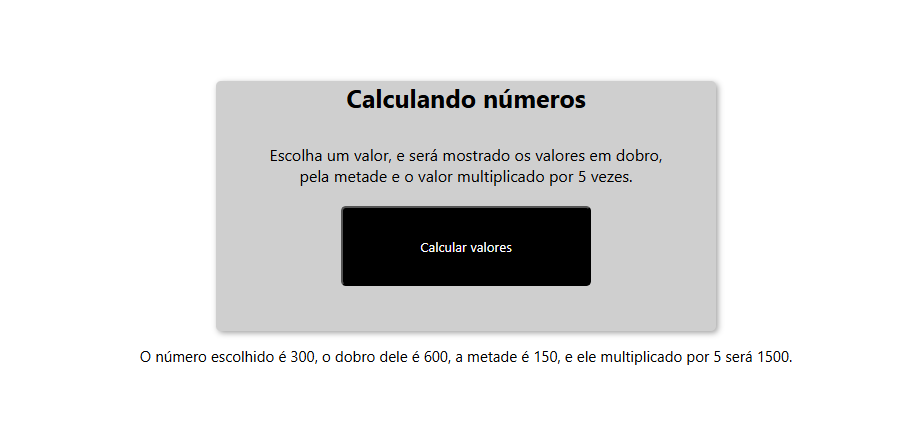 Calculando números
Escolha um valor, e será mostrado os valores em dobro,
pela metade e o valor multiplicado por 5 vezes.
Calcular valores
O número escolhido é 300, o dobro dele é 600, a metade é 150, e ele multiplicado por 5 será 1500.